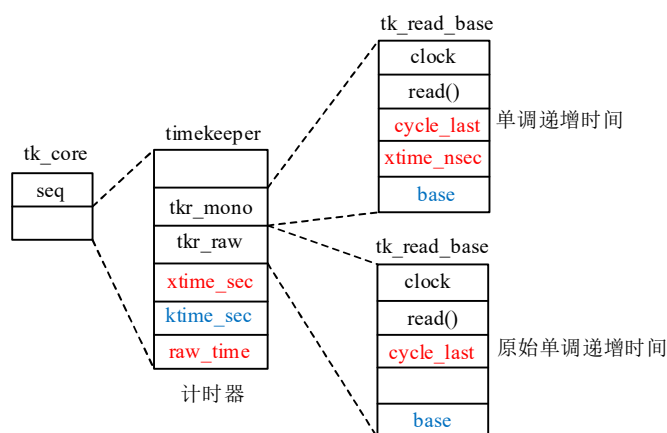 tk_core
seq
timekeeper
tkr_mono
tkr_raw
xtime_sec
ktime_sec
raw_time
计时器
tk_read_base
clock
read()
cycle_last
xtime_nsec
base
单调递增时间
tk_read_base
clock
read()
cycle_last
base
原始单调递增时间